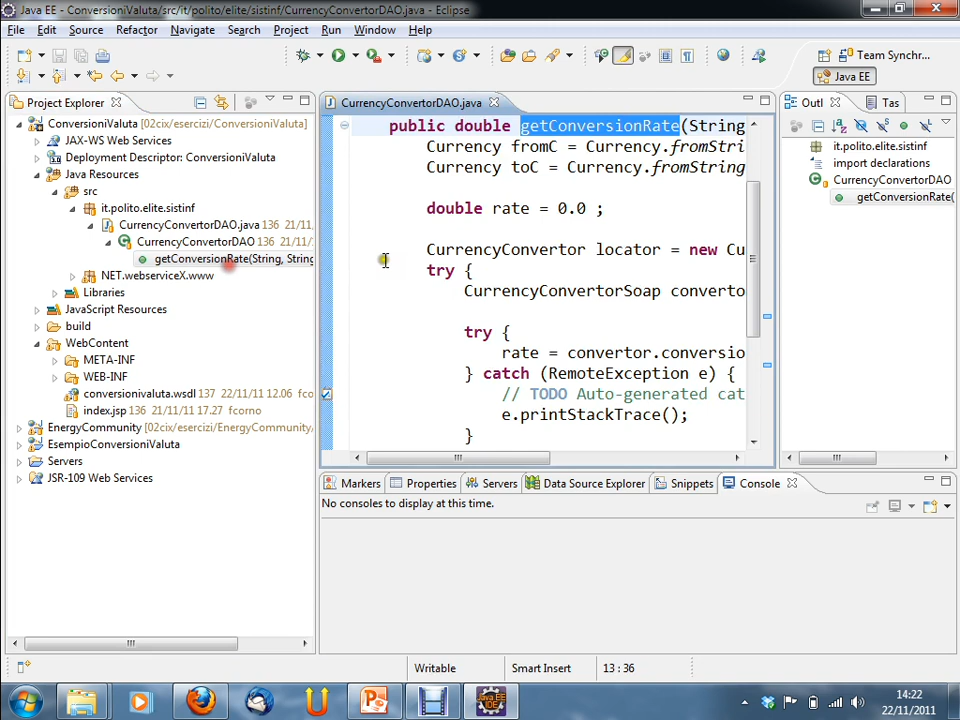 Java EE - ConversioniValuta/src/it/polito/elite/sistinf/CurrencyConvertorDAO.java - Eclipse
File Edit Source Refactor Navigate Search Project Run Window Help
Team Synchr...
Java EE
Project Explorer
ConversioniValuta [02cix/esercizi/ConversioniValuta]
JAX-WS Web Services
Deployment Descriptor: ConversioniValuta
Java Resources
src
it.polito.elite.sistinf
CurrencyConvertorDAO.java 136 21/11/
CurrencyConvertorDAO 136 21/11/
getConversionRate(String, String
NET.webserviceX.www
Libraries
JavaScript Resources
build
WebContent
META-INF
WEB-INF
conversionivaluta.wsdl 137 22/11/11 12.06 fco
index.jsp 136 21/11/11 17.27 fcorno
EnergyCommunity [02cix/esercizi/EnergyCommunity/
EsempioConversioniValuta
Servers
JSR-109 Web Services
CurrencyConvertorDAO.java
public double getConversionRate(String
Currency fromC = Currency.fromStri
Currency toC = Currency.fromString
double rate = 0.0 ;
CurrencyConvertor locator = new Cu
try {
CurrencyConvertorSoap converto
try {
rate = convertor.conversio
} catch (RemoteException e) {
// TODO Auto-generated cat
e.printStackTrace();
}
Outl Tas
it.polito.elite.sistinf
import declarations
CurrencyConvertorDAO
getConversionRate(
Markers Properties Servers Data Source Explorer Snippets Console
No consoles to display at this time.
Writable Smart Insert 13 : 36
14:22
22/11/2011